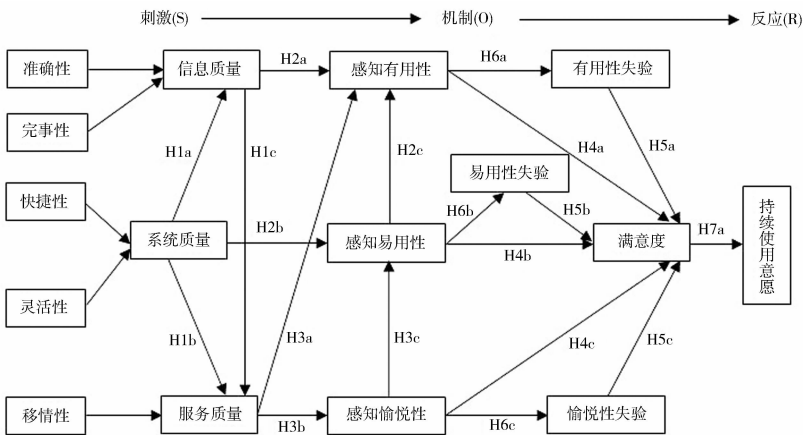 刺激(S)
机制(O)
反应(R)
准确性
信息质量
H2a
感知有用性
H6a
有用性失验
完事性
H1a
H1c
H2c
H4a
H5a
快捷性
易用性失验
H6b
H5b
系统质量
H2b
感知易用性
H4b
满意度
H7a
持续使用意愿
灵活性
H1b
H3a
H3c
H4c
H5c
移情性
服务质量
H3b
感知愉悦性
H6c
愉悦性失验